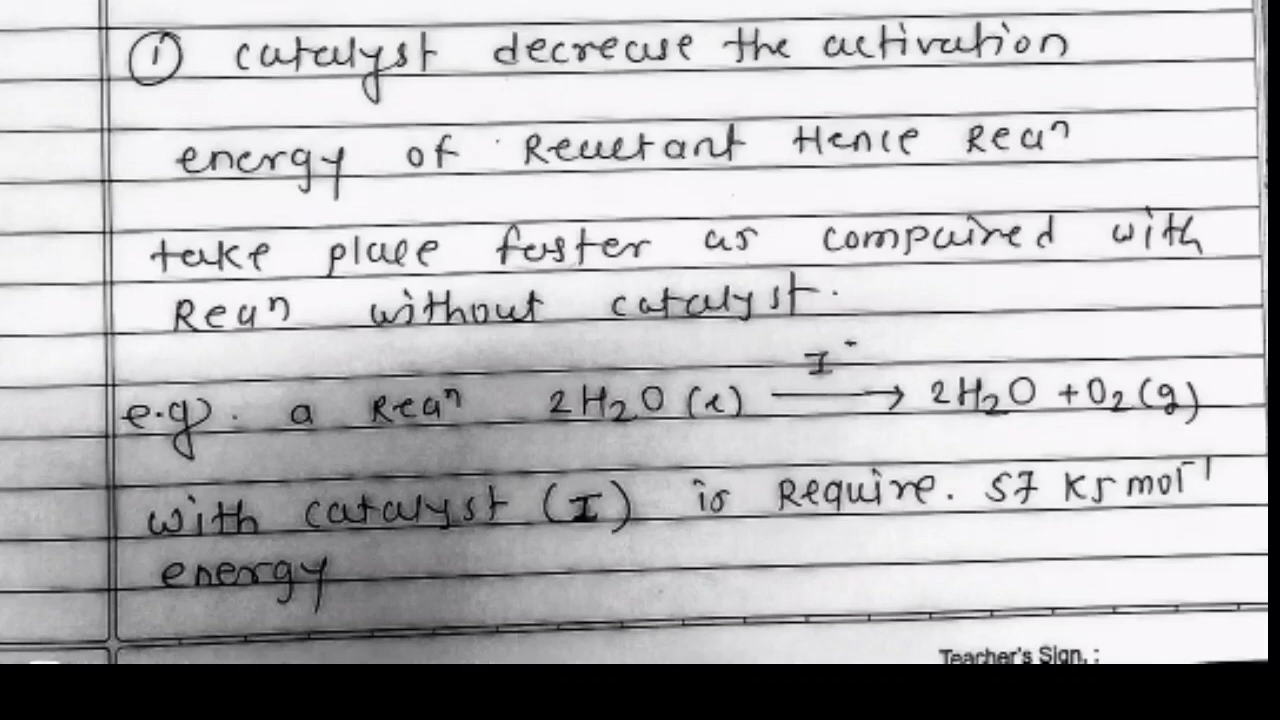 ① catalyst decrease the activation
energy of Reactant Hence Reaⁿ
take place faster as compaired with
Reaⁿ without catalyst.
e.g. a Reaⁿ 2H₂O (l) —I⁻→ 2H₂O + O₂ (g)
with catalyst (I) is Require. 57 KJ mol⁻¹
energy
Teacher's Sign. :